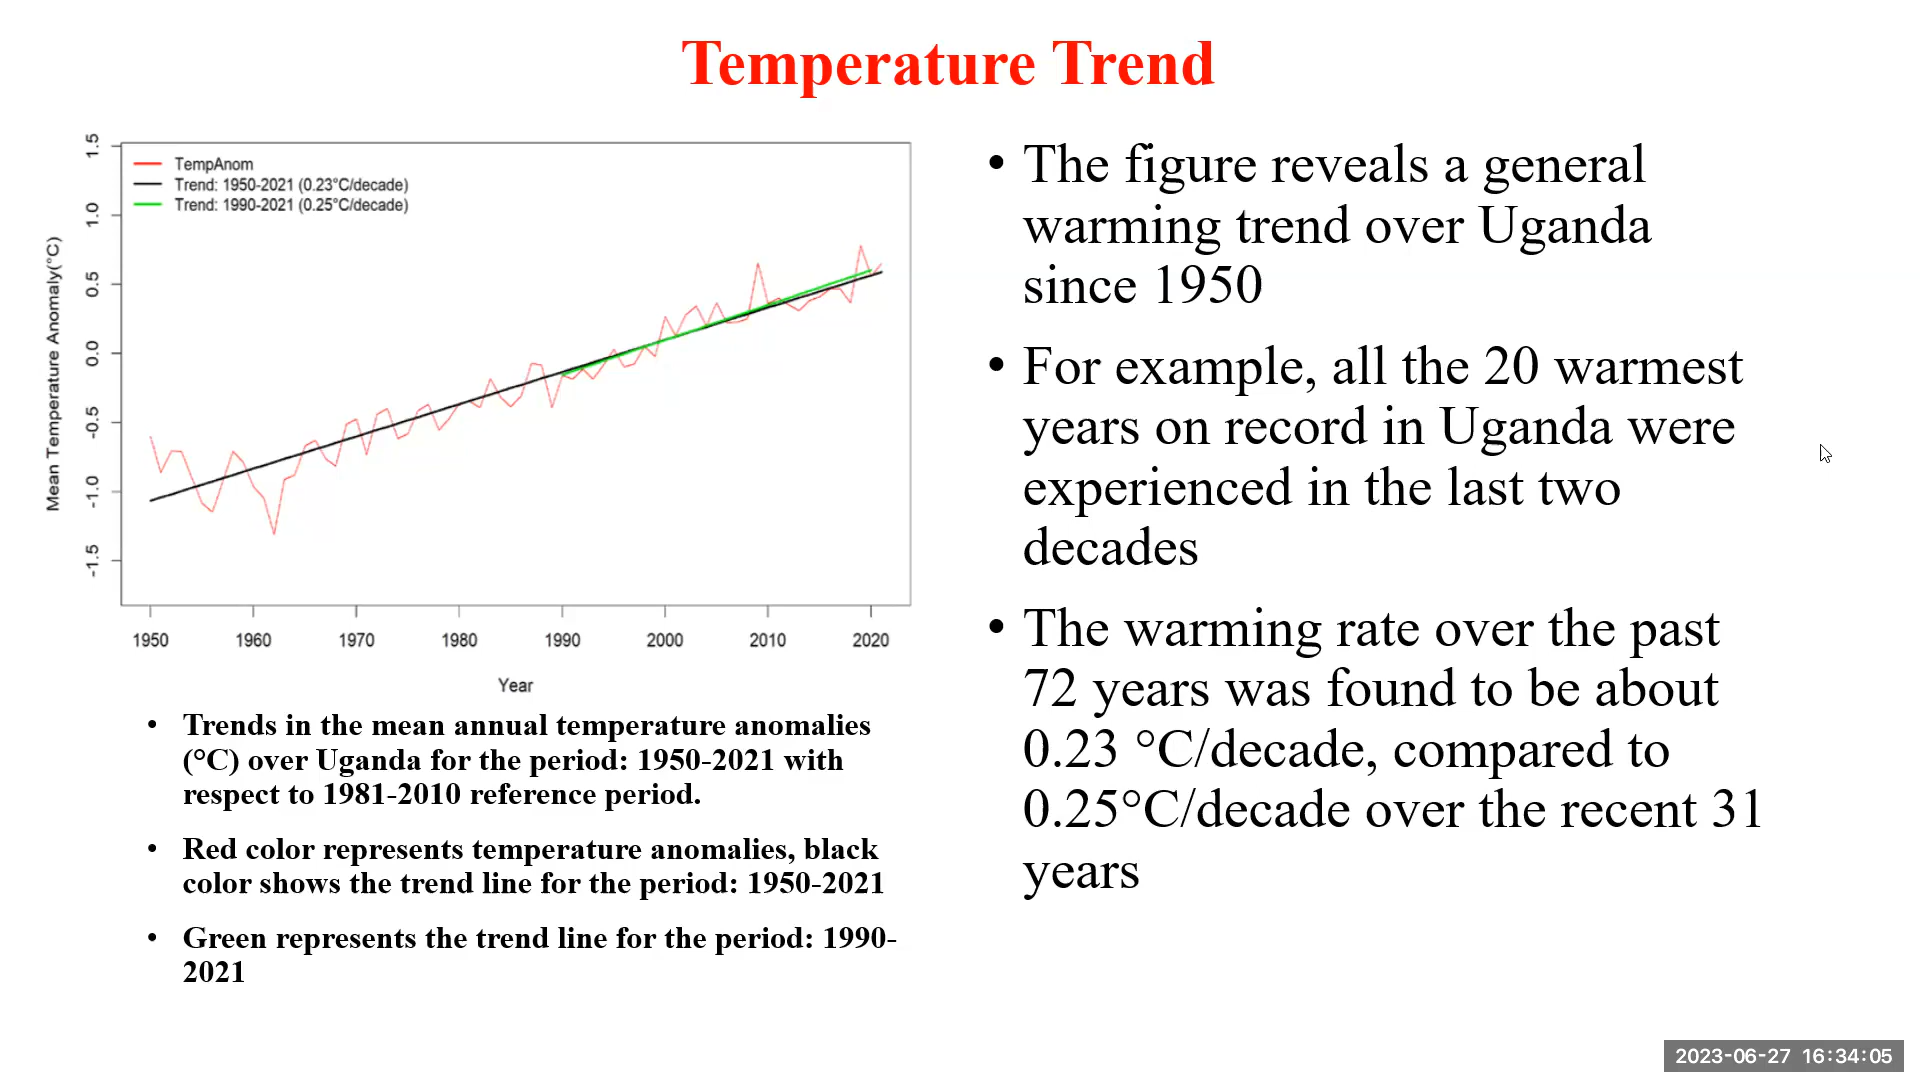 Temperature Trend
1.5
1.0
0.5
0.0
-0.5
-1.0
-1.5
Mean Temperature Anomaly(°C)
TempAnom
Trend: 1950-2021 (0.23°C/decade)
Trend: 1990-2021 (0.25°C/decade)
1950 1960 1970 1980 1990 2000 2010 2020
Year
• Trends in the mean annual temperature anomalies
(°C) over Uganda for the period: 1950-2021 with
respect to 1981-2010 reference period.
• Red color represents temperature anomalies, black
color shows the trend line for the period: 1950-2021
• Green represents the trend line for the period: 1990-
2021
• The figure reveals a general
warming trend over Uganda
since 1950
• For example, all the 20 warmest
years on record in Uganda were
experienced in the last two
decades
• The warming rate over the past
72 years was found to be about
0.23 °C/decade, compared to
0.25°C/decade over the recent 31
years
2023-06-27 16:34:05